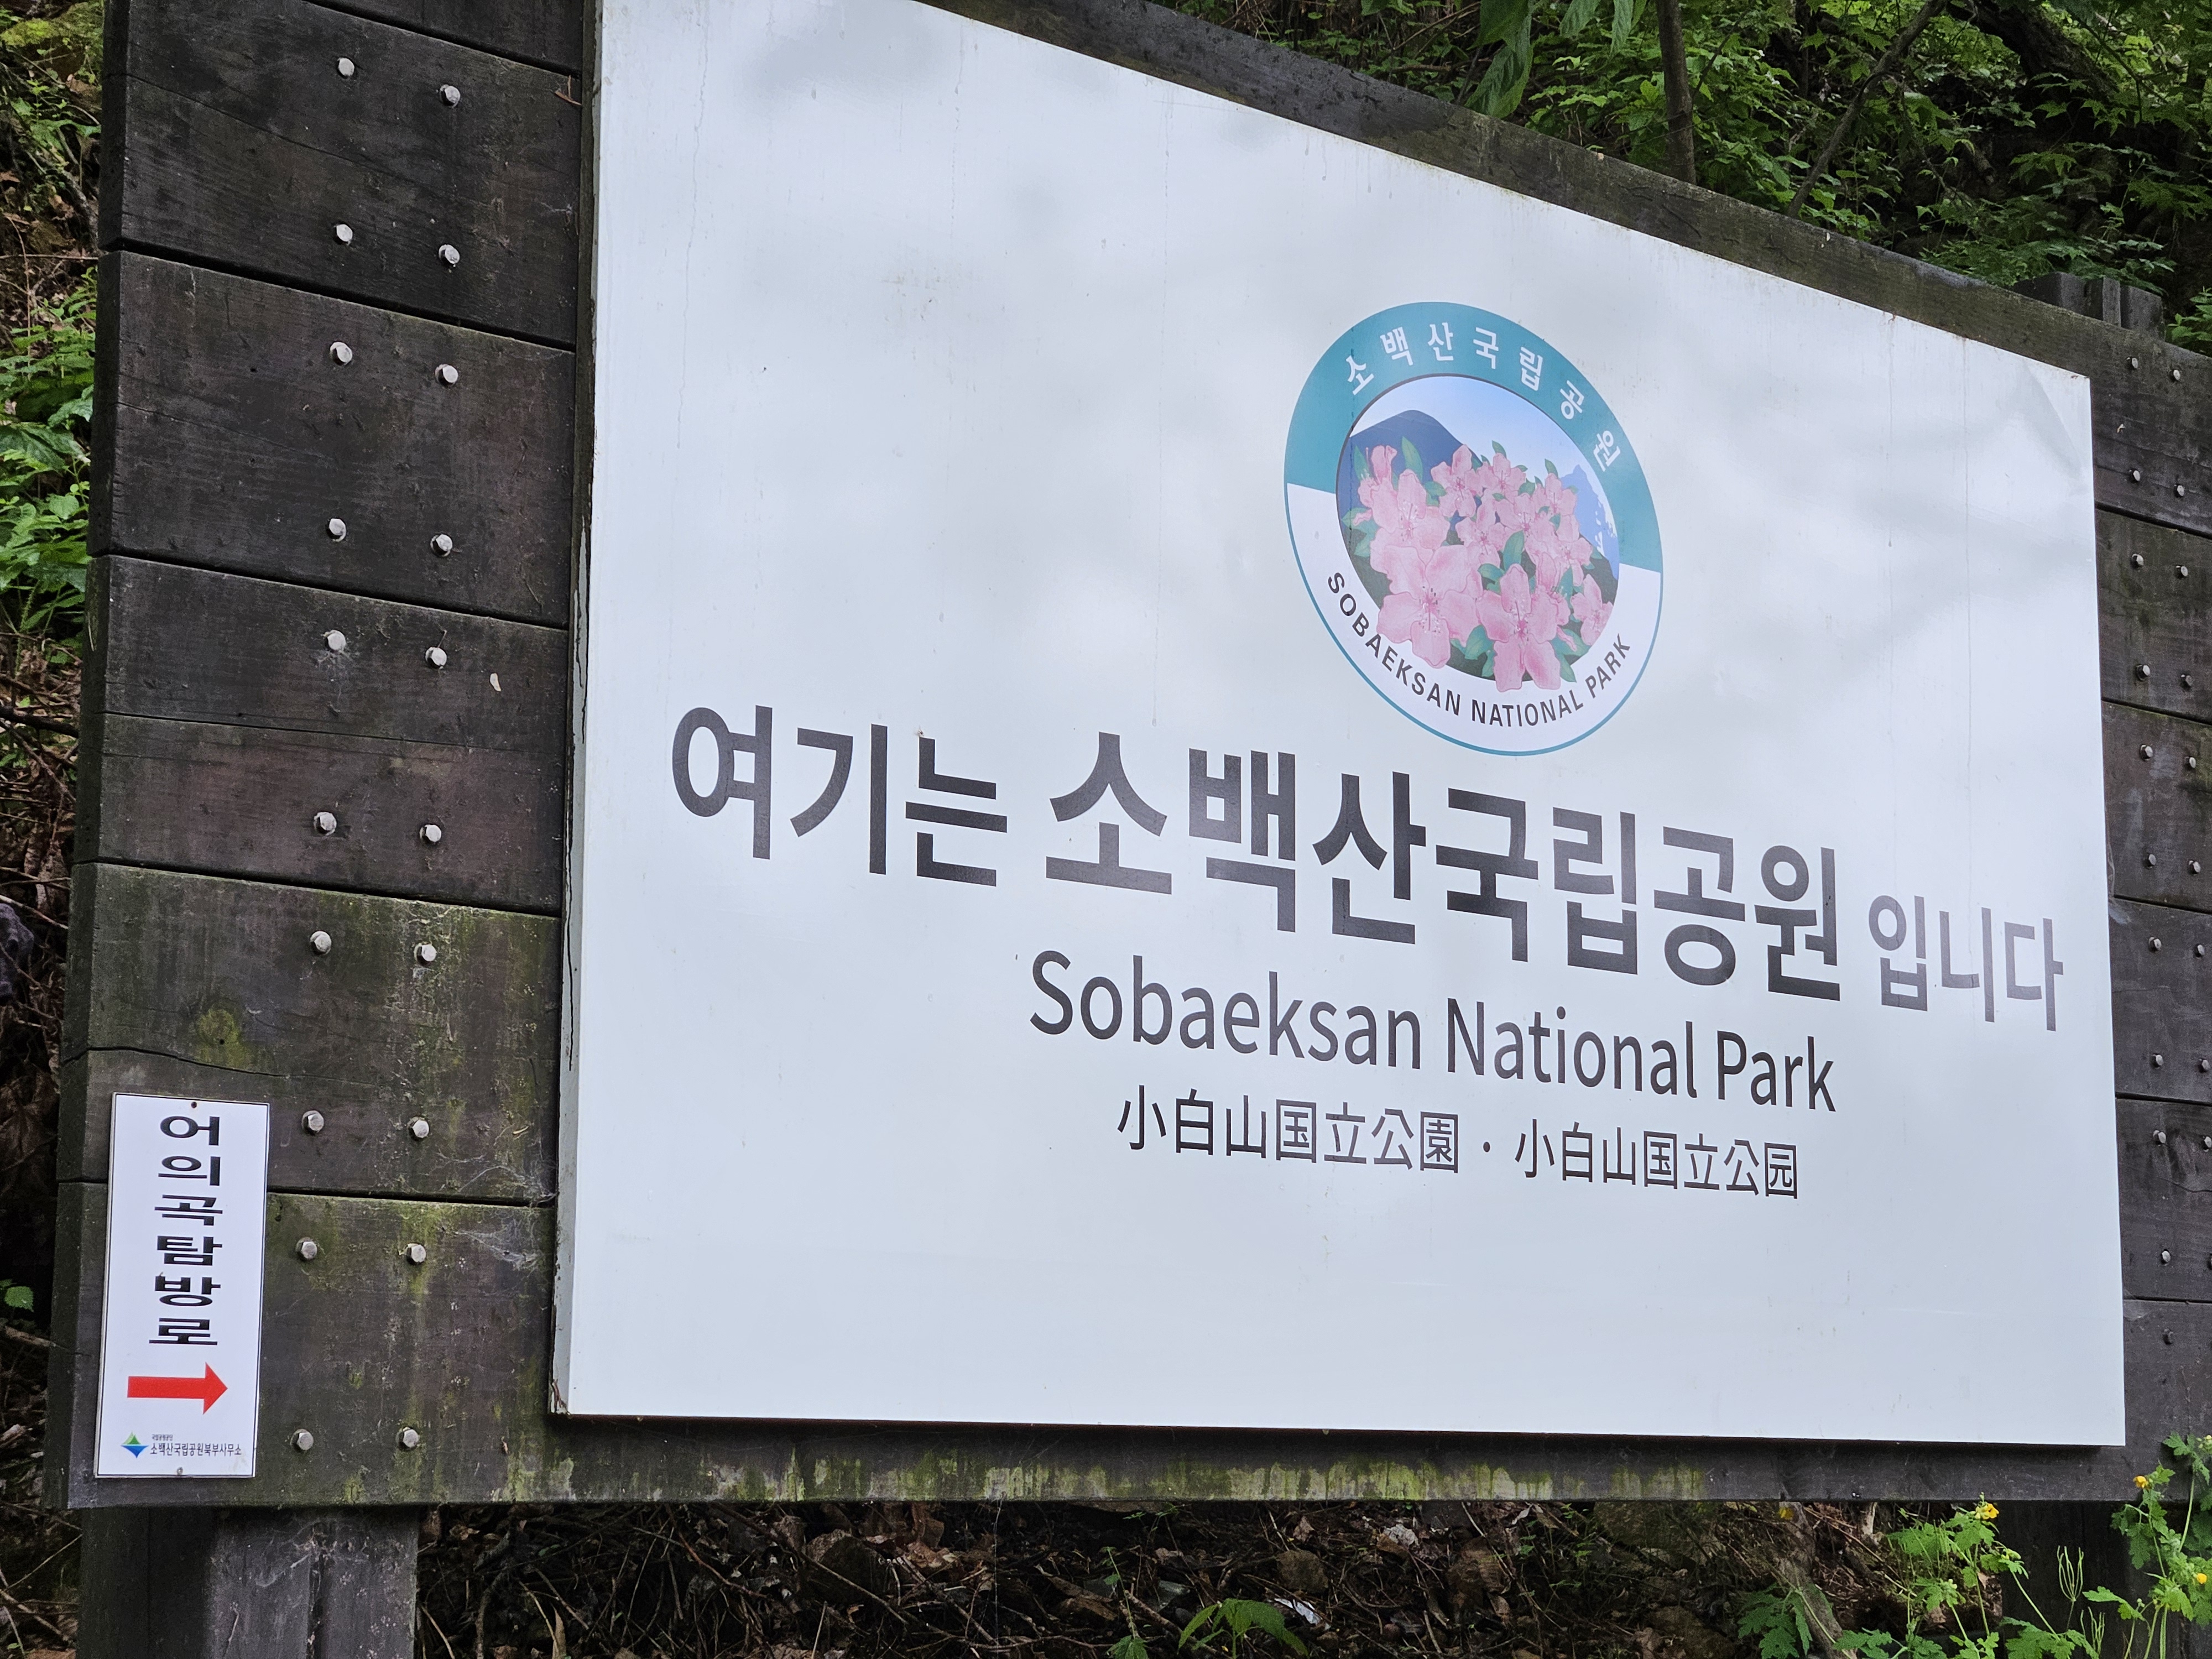 소백산국립공원
SOBAEKSAN NATIONAL PARK
여기는 소백산국립공원 입니다
Sobaeksan National Park
小白山国立公園 · 小白山国立公园
어의곡탐방로
소백산국립공원북부사무소